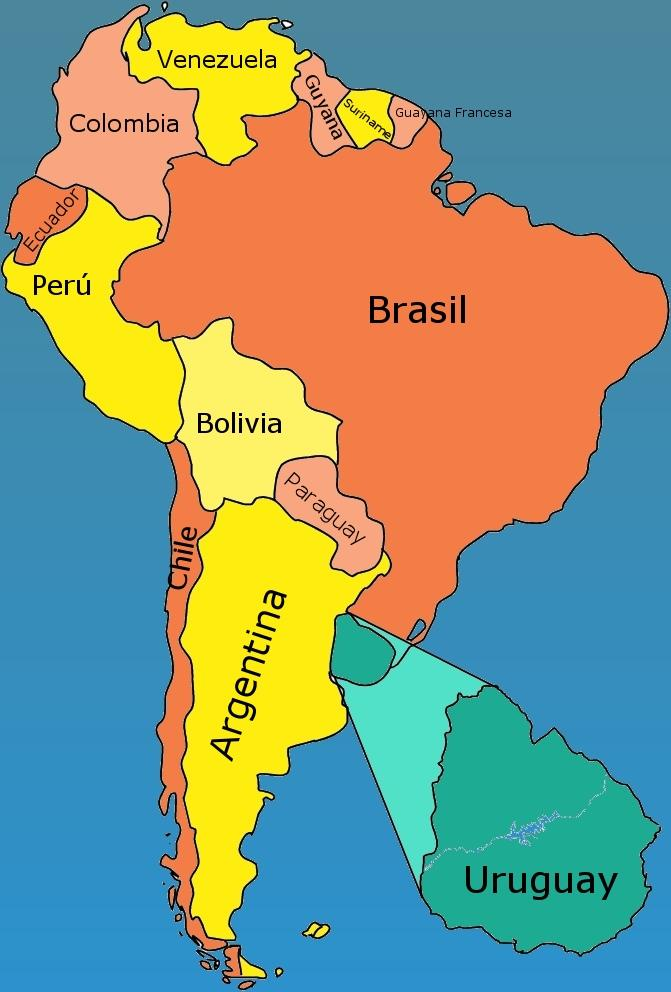 Venezuela
Colombia
Guyana
Suriname
Guayana Francesa
Ecuador
Perú
Brasil
Bolivia
Paraguay
Chile
Argentina
Uruguay